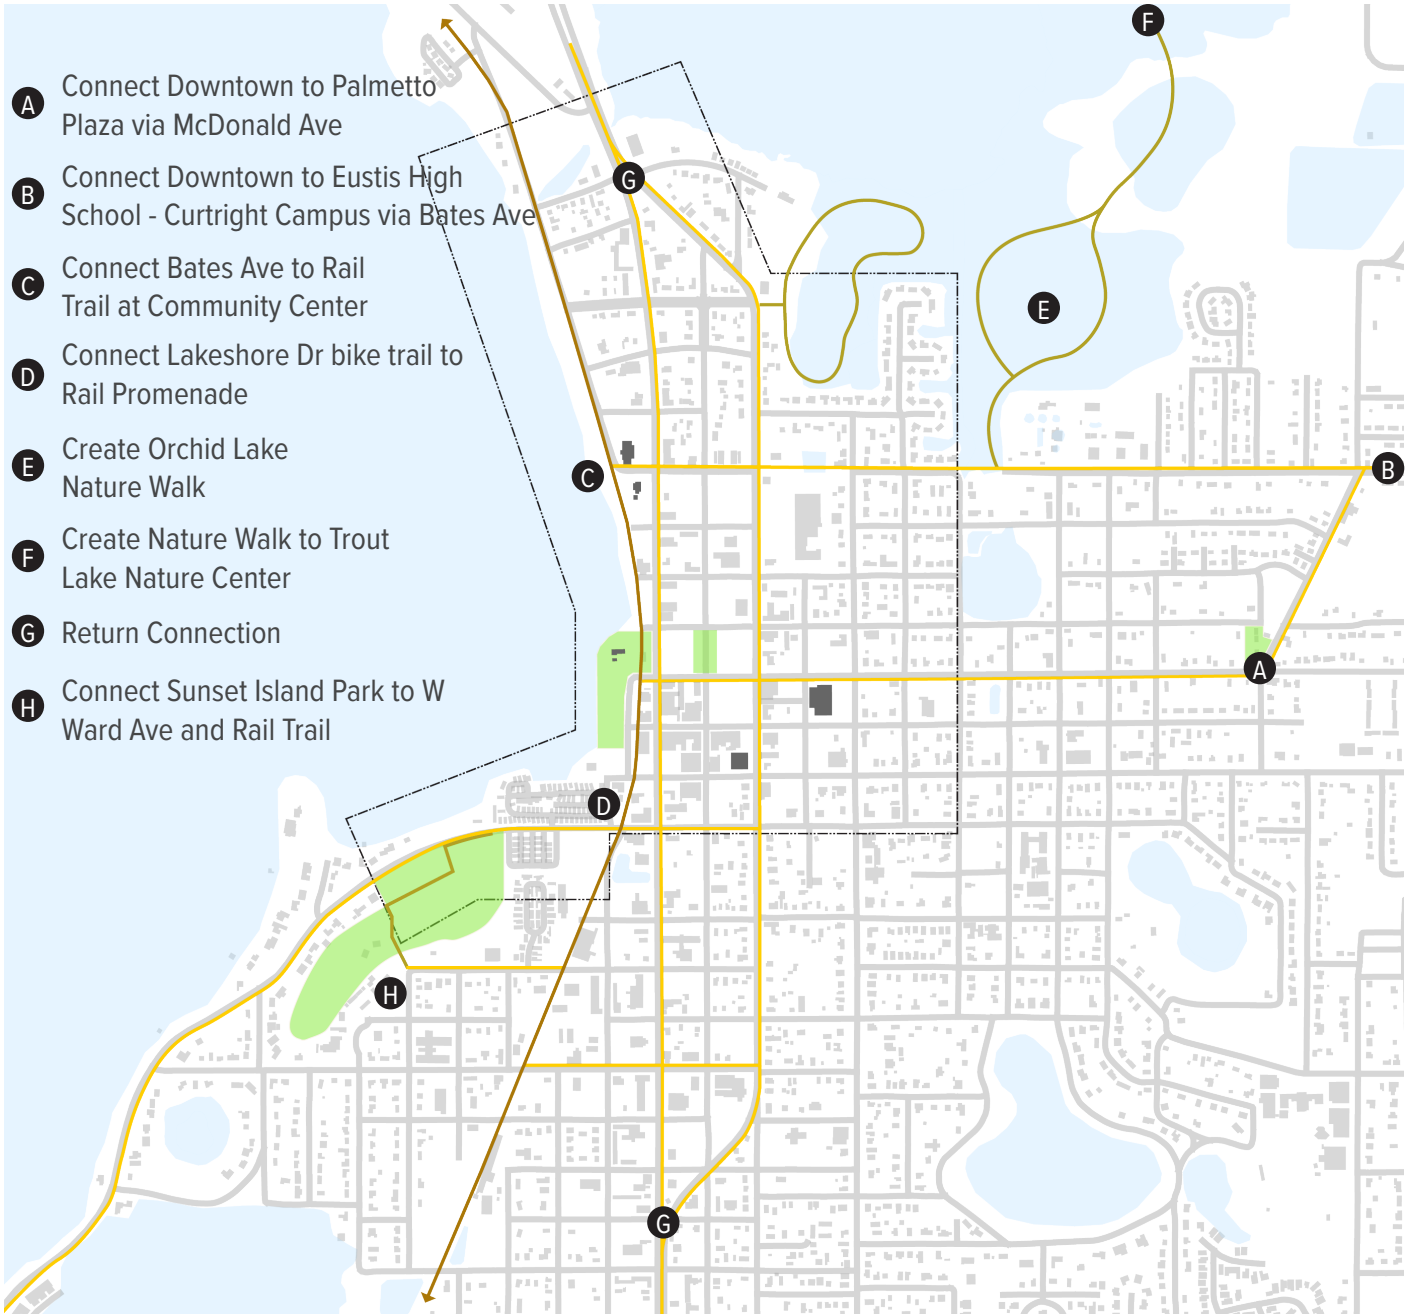 A Connect Downtown to Palmetto
Plaza via McDonald Ave
B Connect Downtown to Eustis High
School - Curtright Campus via Bates Ave
C Connect Bates Ave to Rail
Trail at Community Center
D Connect Lakeshore Dr bike trail to
Rail Promenade
E Create Orchid Lake
Nature Walk
F Create Nature Walk to Trout
Lake Nature Center
G Return Connection
H Connect Sunset Island Park to W
Ward Ave and Rail Trail
F
G
E
C
B
A
D
H
G